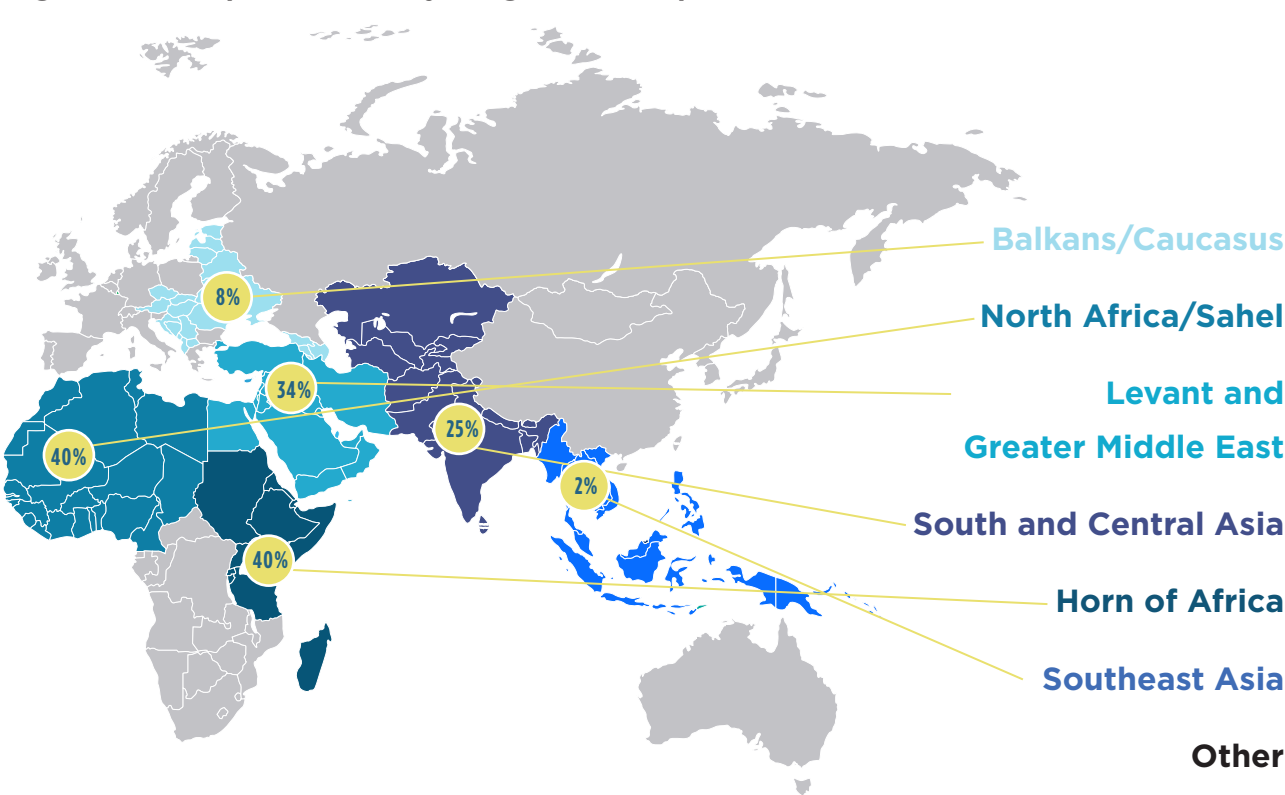 Balkans/Caucasus
8%
North Africa/Sahel
34%
Levant and
Greater Middle East
25%
40%
2%
South and Central Asia
40%
Horn of Africa
Southeast Asia
Other